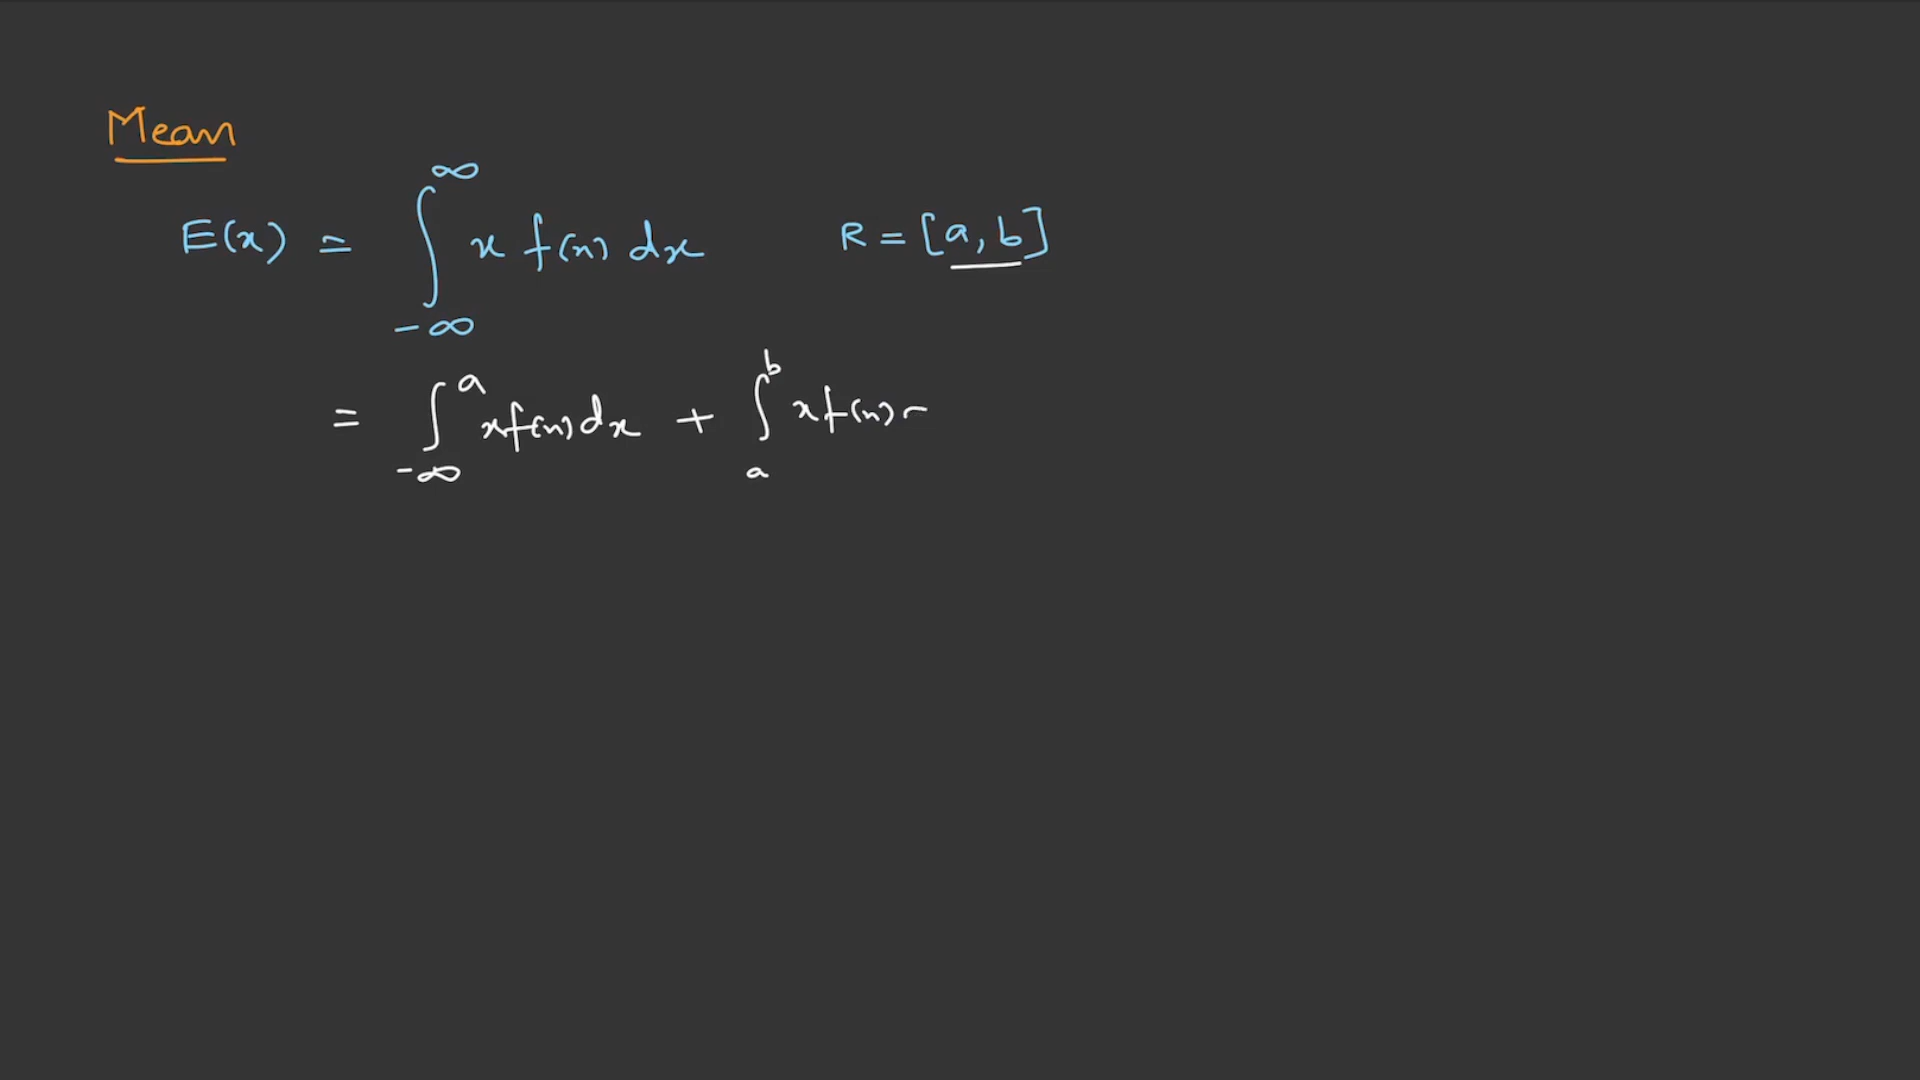 Mean
E(x) = ∫_{-∞}^{∞} x f(x) dx R = [a, b]
= ∫_{-∞}^{a} x f(x) dx + ∫_{a}^{b} x f(x)